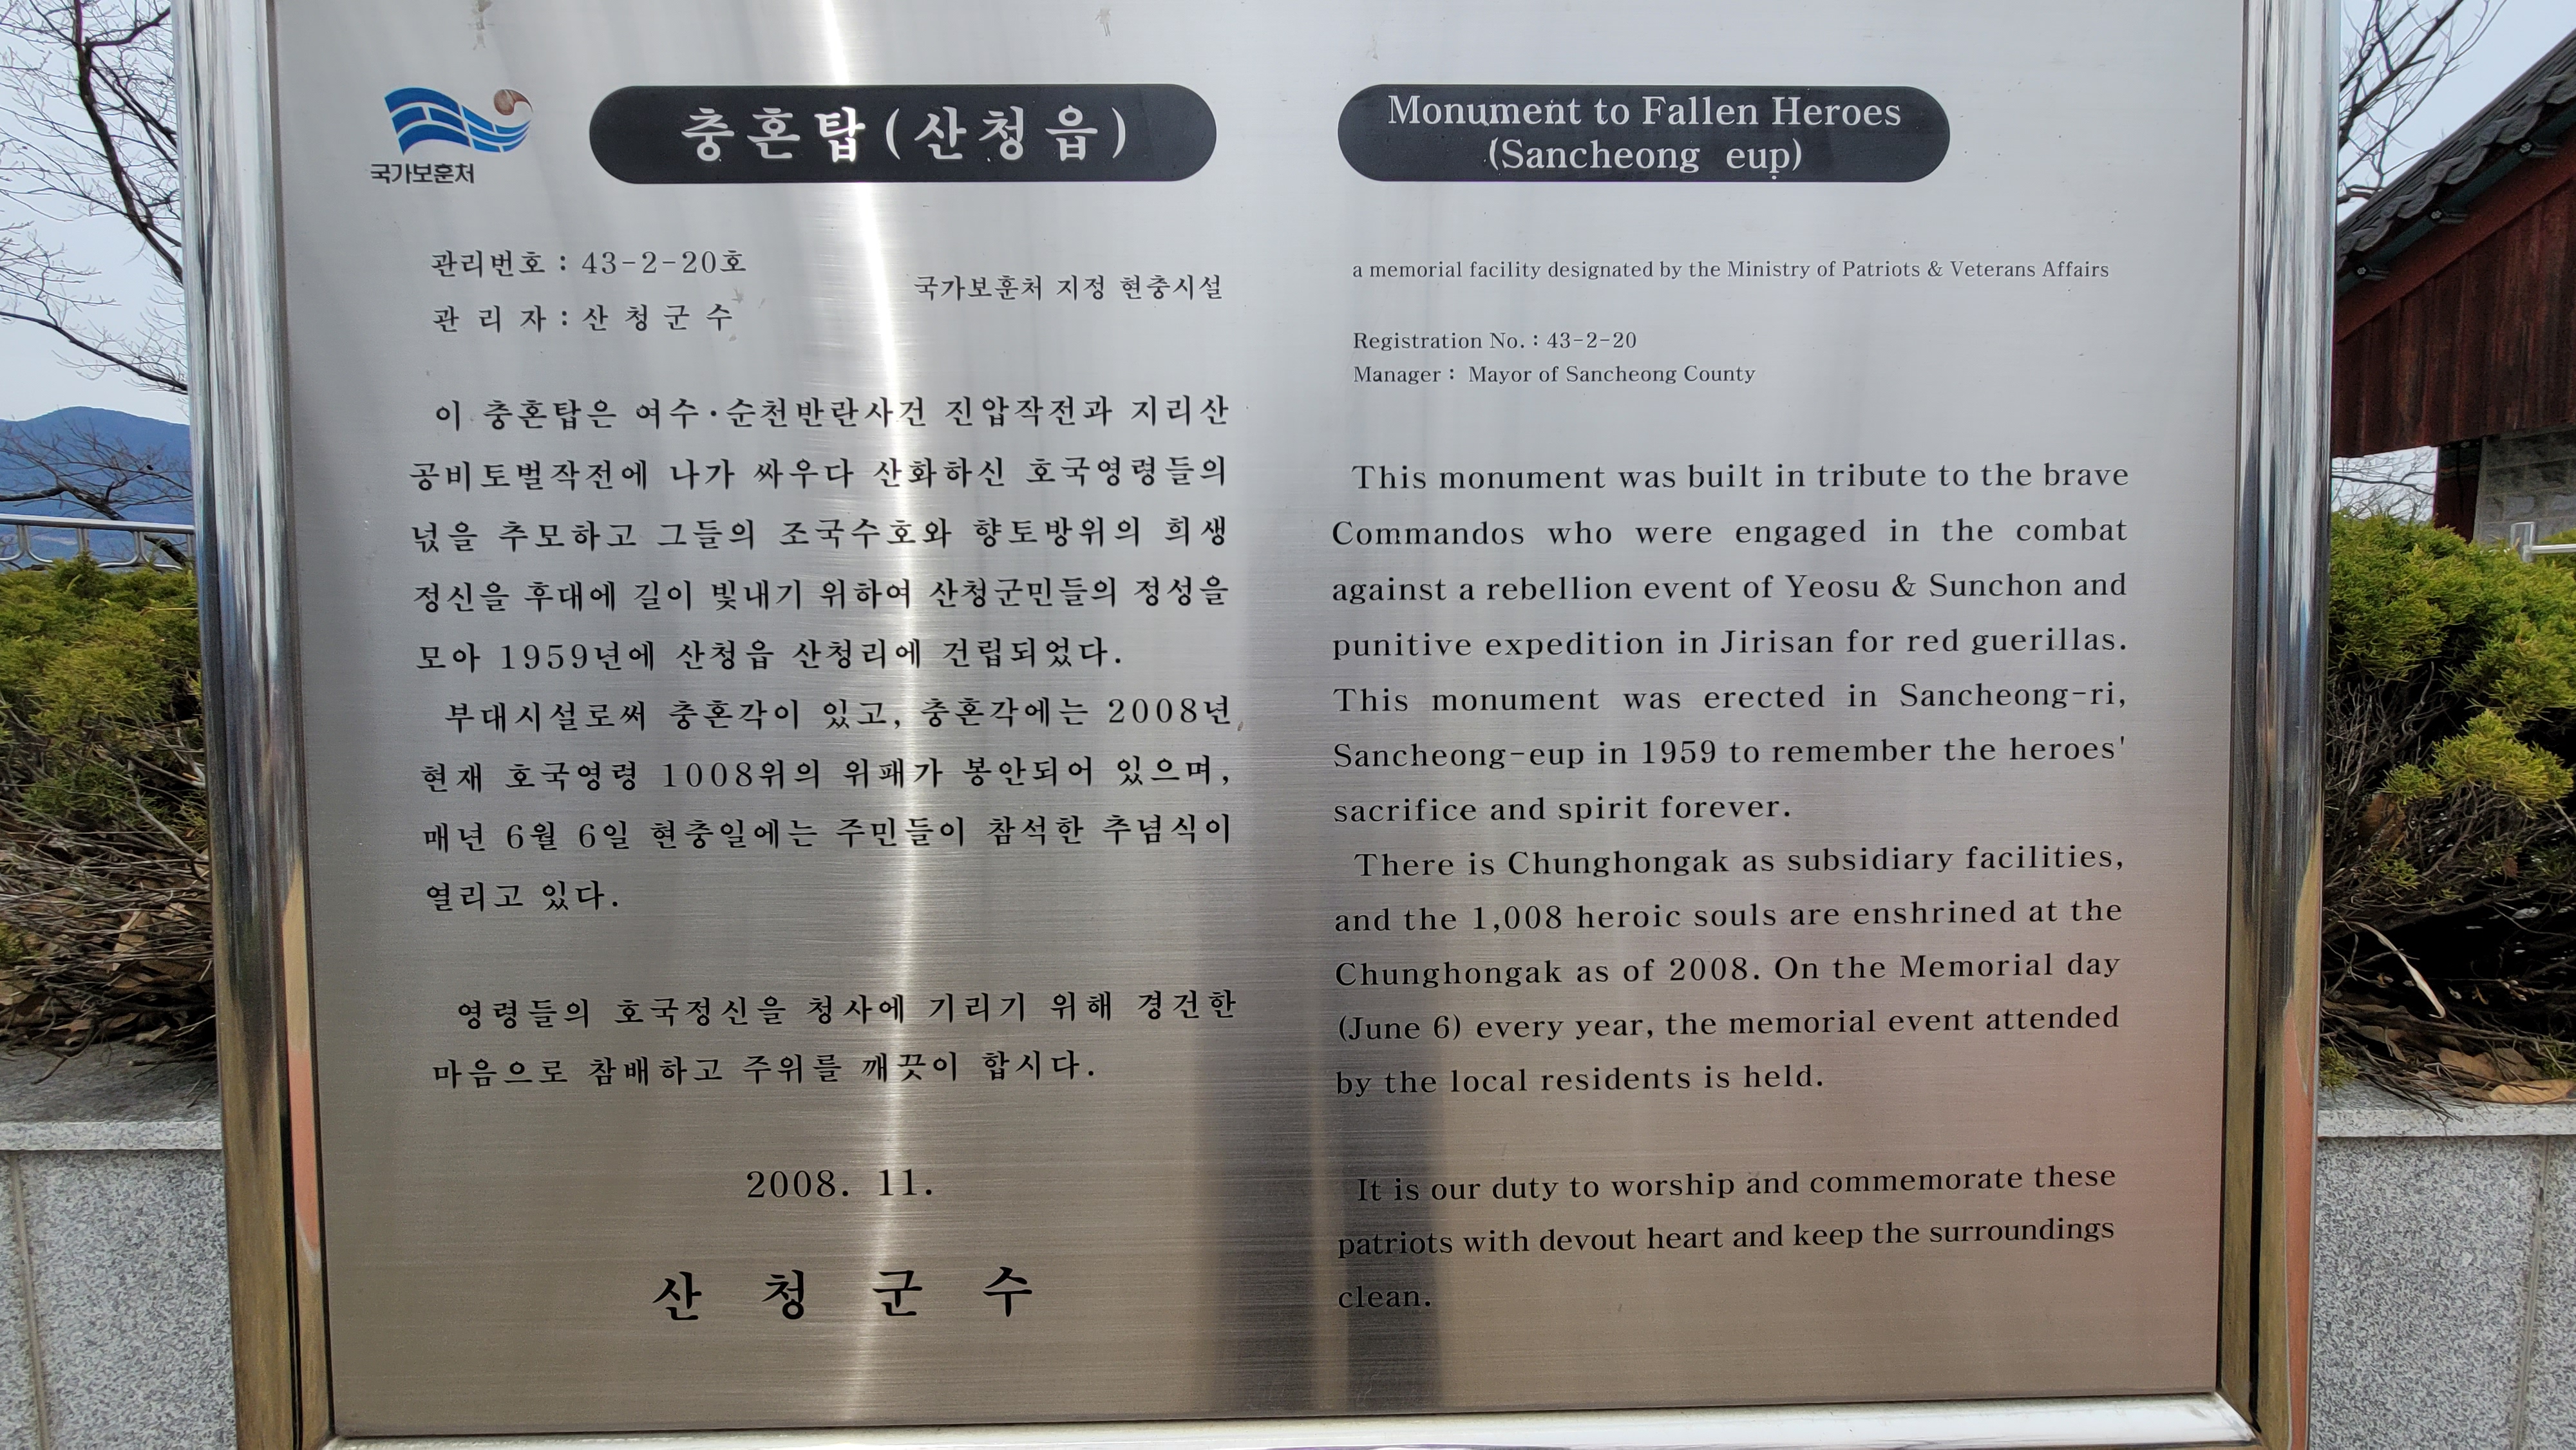 국가보훈처
충혼탑(산청읍)
관리번호 : 43-2-20호
관 리 자 : 산 청 군 수
국가보훈처 지정 현충시설
이 충혼탑은 여수·순천반란사건 진압작전과 지리산
공비토벌작전에 나가 싸우다 산화하신 호국영령들의
넋을 추모하고 그들의 조국수호와 향토방위의 희생
정신을 후대에 길이 빛내기 위하여 산청군민들의 정성을
모아 1959년에 산청읍 산청리에 건립되었다.
부대시설로써 충혼각이 있고, 충혼각에는 2008년
현재 호국영령 1008위의 위패가 봉안되어 있으며,
매년 6월 6일 현충일에는 주민들이 참석한 추념식이
열리고 있다.
영령들의 호국정신을 청사에 기리기 위해 경건한
마음으로 참배하고 주위를 깨끗이 합시다.
2008. 11.
산 청 군 수
Monument to Fallen Heroes
(Sancheong eup)
a memorial facility designated by the Ministry of Patriots & Veterans Affairs
Registration No. : 43-2-20
Manager : Mayor of Sancheong County
This monument was built in tribute to the brave
Commandos who were engaged in the combat
against a rebellion event of Yeosu & Sunchon and
punitive expedition in Jirisan for red guerillas.
This monument was erected in Sancheong-ri,
Sancheong-eup in 1959 to remember the heroes'
sacrifice and spirit forever.
There is Chunghongak as subsidiary facilities,
and the 1,008 heroic souls are enshrined at the
Chunghongak as of 2008. On the Memorial day
(June 6) every year, the memorial event attended
by the local residents is held.
It is our duty to worship and commemorate these
patriots with devout heart and keep the surroundings
clean.